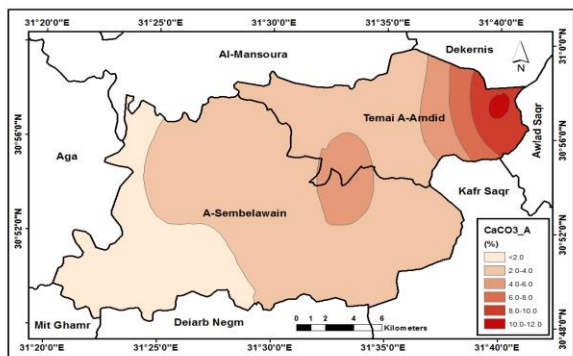 31°20'0"E 31°25'0"E 31°30'0"E 31°35'0"E 31°40'0"E
Al-Mansoura
Dekernis
31°0'0"N
N
Temai A-Amdid
Awlad Saqr
30°56'0"N
30°56'0"N
Aga
Kafr Saqr
A-Sembelawain
30°52'0"N
30°52'0"N
CaCO3_A
(%)
<2.0
2.0-4.0
4.0-6.0
6.0-8.0
8.0-10.0
10.0-12.0
Mit Ghamr
Deiarb Negm
0 1 2 4 6
Kilometers
30°48'0"N
31°20'0"E 31°25'0"E 31°30'0"E 31°35'0"E 31°40'0"E